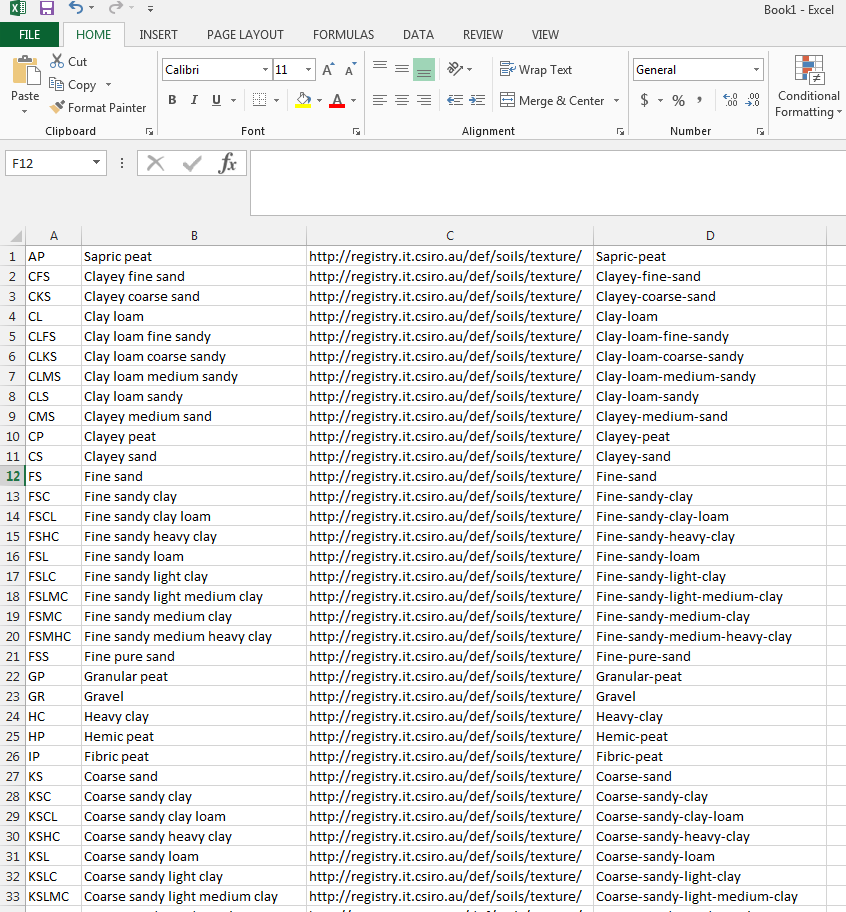 Book1 - Excel
FILE HOME INSERT PAGE LAYOUT FORMULAS DATA REVIEW VIEW
Paste
Cut
Copy
Format Painter
Calibri 11
B I U A
Wrap Text
Merge & Center
General
$ % ,
Conditional
Formatting
Clipboard Font Alignment Number
F12 fx
A B C D
1 AP Sapric peat http://registry.it.csiro.au/def/soils/texture/ Sapric-peat
2 CFS Clayey fine sand http://registry.it.csiro.au/def/soils/texture/ Clayey-fine-sand
3 CKS Clayey coarse sand http://registry.it.csiro.au/def/soils/texture/ Clayey-coarse-sand
4 CL Clay loam http://registry.it.csiro.au/def/soils/texture/ Clay-loam
5 CLFS Clay loam fine sandy http://registry.it.csiro.au/def/soils/texture/ Clay-loam-fine-sandy
6 CLKS Clay loam coarse sandy http://registry.it.csiro.au/def/soils/texture/ Clay-loam-coarse-sandy
7 CLMS Clay loam medium sandy http://registry.it.csiro.au/def/soils/texture/ Clay-loam-medium-sandy
8 CLS Clay loam sandy http://registry.it.csiro.au/def/soils/texture/ Clay-loam-sandy
9 CMS Clayey medium sand http://registry.it.csiro.au/def/soils/texture/ Clayey-medium-sand
10 CP Clayey peat http://registry.it.csiro.au/def/soils/texture/ Clayey-peat
11 CS Clayey sand http://registry.it.csiro.au/def/soils/texture/ Clayey-sand
12 FS Fine sand http://registry.it.csiro.au/def/soils/texture/ Fine-sand
13 FSC Fine sandy clay http://registry.it.csiro.au/def/soils/texture/ Fine-sandy-clay
14 FSCL Fine sandy clay loam http://registry.it.csiro.au/def/soils/texture/ Fine-sandy-clay-loam
15 FSHC Fine sandy heavy clay http://registry.it.csiro.au/def/soils/texture/ Fine-sandy-heavy-clay
16 FSL Fine sandy loam http://registry.it.csiro.au/def/soils/texture/ Fine-sandy-loam
17 FSLC Fine sandy light clay http://registry.it.csiro.au/def/soils/texture/ Fine-sandy-light-clay
18 FSLMC Fine sandy light medium clay http://registry.it.csiro.au/def/soils/texture/ Fine-sandy-light-medium-clay
19 FSMC Fine sandy medium clay http://registry.it.csiro.au/def/soils/texture/ Fine-sandy-medium-clay
20 FSMHC Fine sandy medium heavy clay http://registry.it.csiro.au/def/soils/texture/ Fine-sandy-medium-heavy-clay
21 FSS Fine pure sand http://registry.it.csiro.au/def/soils/texture/ Fine-pure-sand
22 GP Granular peat http://registry.it.csiro.au/def/soils/texture/ Granular-peat
23 GR Gravel http://registry.it.csiro.au/def/soils/texture/ Gravel
24 HC Heavy clay http://registry.it.csiro.au/def/soils/texture/ Heavy-clay
25 HP Hemic peat http://registry.it.csiro.au/def/soils/texture/ Hemic-peat
26 IP Fibric peat http://registry.it.csiro.au/def/soils/texture/ Fibric-peat
27 KS Coarse sand http://registry.it.csiro.au/def/soils/texture/ Coarse-sand
28 KSC Coarse sandy clay http://registry.it.csiro.au/def/soils/texture/ Coarse-sandy-clay
29 KSCL Coarse sandy clay loam http://registry.it.csiro.au/def/soils/texture/ Coarse-sandy-clay-loam
30 KSHC Coarse sandy heavy clay http://registry.it.csiro.au/def/soils/texture/ Coarse-sandy-heavy-clay
31 KSL Coarse sandy loam http://registry.it.csiro.au/def/soils/texture/ Coarse-sandy-loam
32 KSLC Coarse sandy light clay http://registry.it.csiro.au/def/soils/texture/ Coarse-sandy-light-clay
33 KSLMC Coarse sandy light medium clay http://registry.it.csiro.au/def/soils/texture/ Coarse-sandy-light-medium-clay